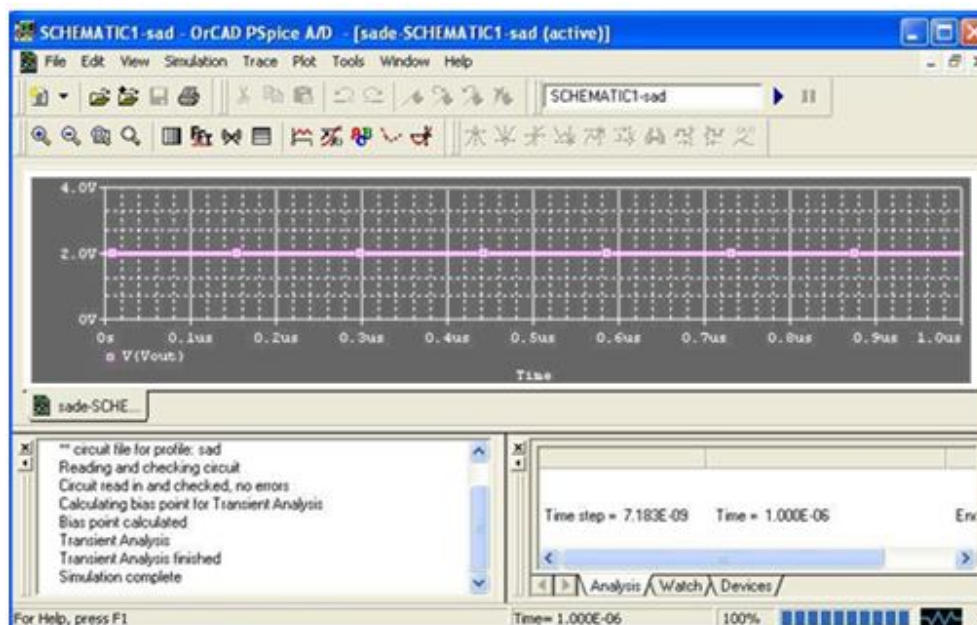 SCHEMATIC1-sad - OrCAD PSpice A/D - [sade-SCHEMATIC1-sad (active)]
File Edit View Simulation Trace Plot Tools Window Help
SCHEMATIC1-sad
4.0V
2.0V
0V
0s 0.1us 0.2us 0.3us 0.4us 0.5us 0.6us 0.7us 0.8us 0.9us 1.0us
V(Vout)
Time
sade-SCHE...
** circuit file for profile: sad
Reading and checking circuit
Circuit read in and checked, no errors
Calculating bias point for Transient Analysis
Bias point calculated
Transient Analysis
Transient Analysis finished
Simulation complete
Time step = 7.183E-09 Time = 1.000E-06 End
Analysis Watch Devices
For Help, press F1 Time= 1.000E-06 100%